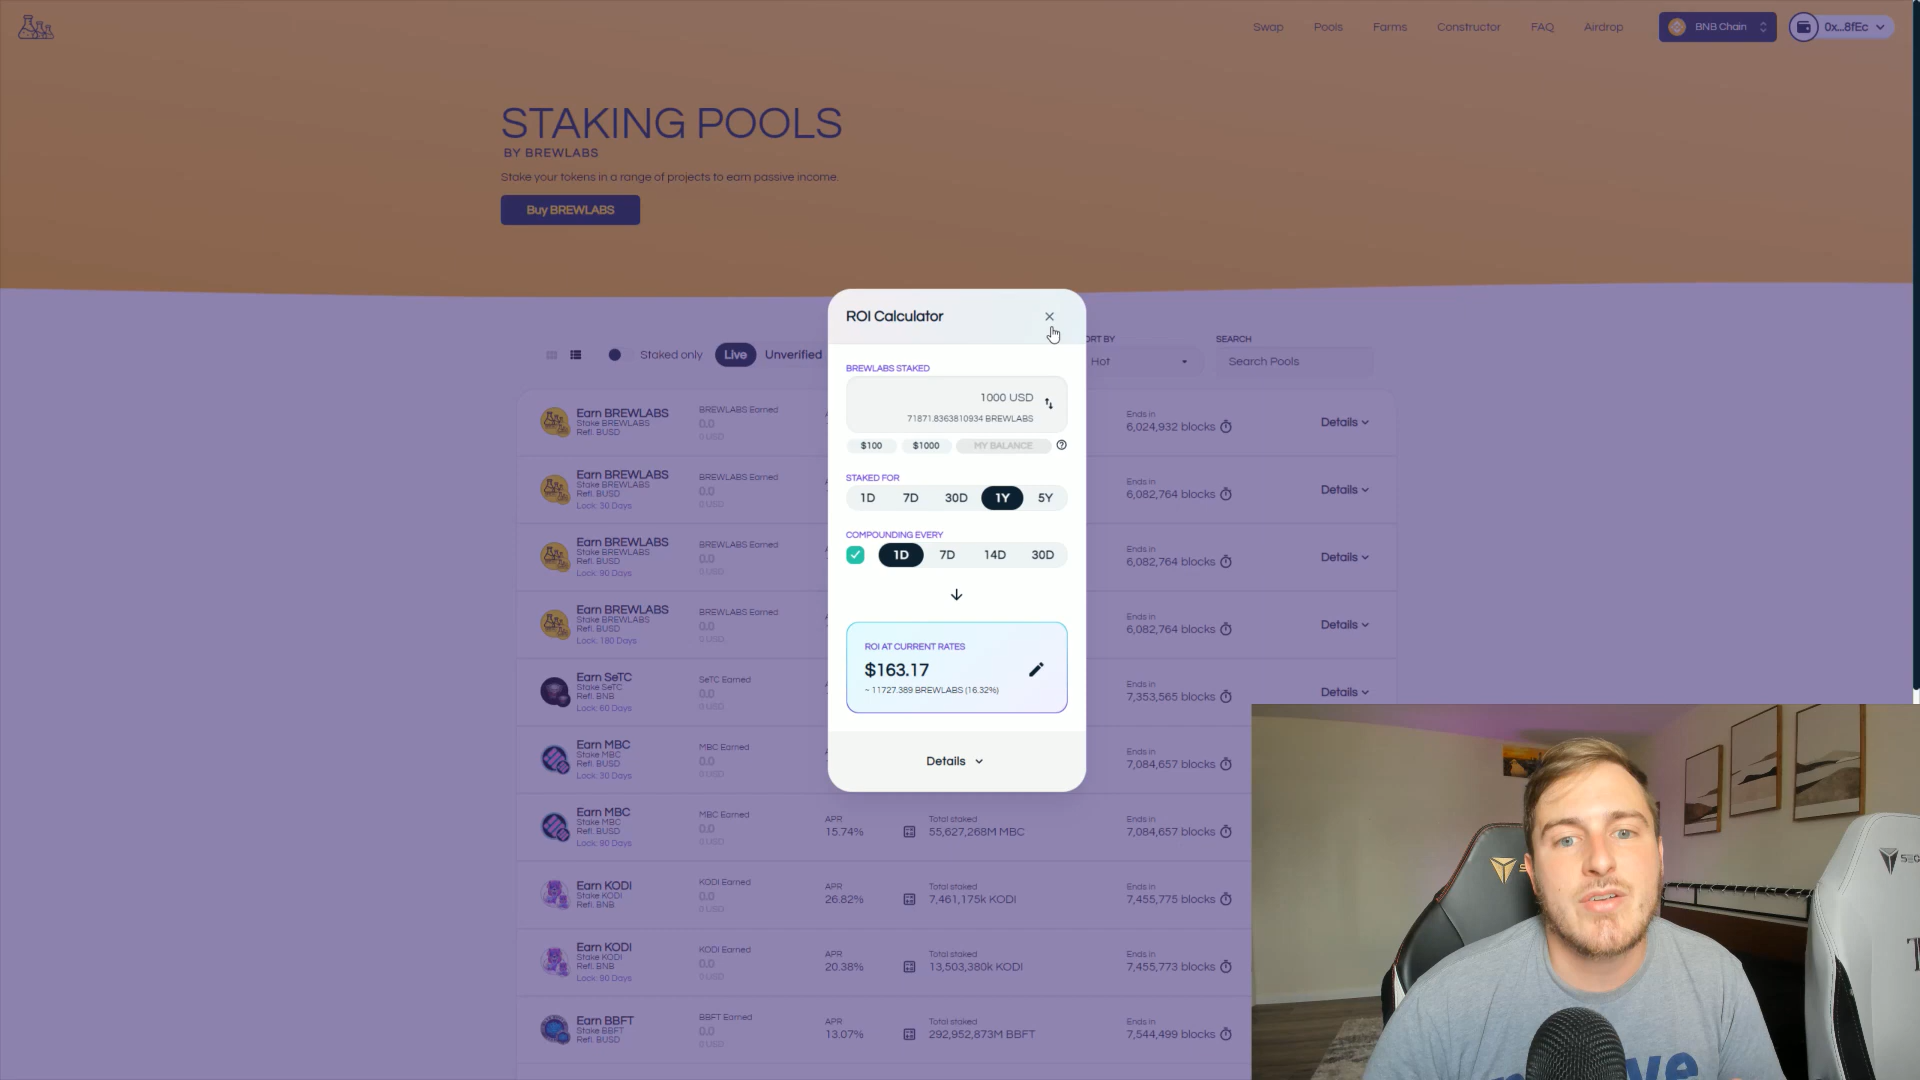 Swap Pools Farms Constructor FAQ Airdrop BNB Chain 0x...8fEc
STAKING POOLS
BY BREWLABS
Stake your tokens in a range of projects to earn passive income.
Buy BREWLABS
ROI Calculator
BREWLABS STAKED
1000 USD
71871.8363810934 BREWLABS
$100 $1000 MY BALANCE
STAKED FOR
1D 7D 30D 1Y 5Y
COMPOUNDING EVERY
1D 7D 14D 30D
ROI AT CURRENT RATES
$163.17
~ 11727.389 BREWLABS (16.32%)
Details
Staked only Live Unverified
ORT BY
Hot
SEARCH
Search Pools
Earn BREWLABS
Stake BREWLABS
Refl. BUSD
BREWLABS Earned
0.0
0 USD
Ends in
6,024,932 blocks
Details
Earn BREWLABS
Stake BREWLABS
Refl. BUSD
Lock: 30 Days
BREWLABS Earned
0.0
0 USD
Ends in
6,082,764 blocks
Details
Earn BREWLABS
Stake BREWLABS
Refl. BUSD
Lock: 90 Days
BREWLABS Earned
0.0
0 USD
Ends in
6,082,764 blocks
Details
Earn BREWLABS
Stake BREWLABS
Refl. BUSD
Lock: 180 Days
BREWLABS Earned
0.0
0 USD
Ends in
6,082,764 blocks
Details
Earn SeTC
Stake SeTC
Refl. BNB
Lock: 60 Days
SeTC Earned
0.0
0 USD
Ends in
7,353,565 blocks
Details
Earn MBC
Stake MBC
Refl. BUSD
Lock: 30 Days
MBC Earned
0.0
0 USD
Ends in
7,084,657 blocks
Earn MBC
Stake MBC
Refl. BUSD
Lock: 90 Days
MBC Earned
0.0
0 USD
APR
15.74%
Total staked
55,627,268M MBC
Ends in
7,084,657 blocks
Earn KODI
Stake KODI
Refl. BNB
KODI Earned
0.0
0 USD
APR
26.82%
Total staked
7,461,175k KODI
Ends in
7,455,775 blocks
Earn KODI
Stake KODI
Refl. BNB
Lock: 90 Days
KODI Earned
0.0
0 USD
APR
20.38%
Total staked
13,503,380k KODI
Ends in
7,455,773 blocks
Earn BBFT
Stake BBFT
Refl. BUSD
BBFT Earned
0.0
0 USD
APR
13.07%
Total staked
292,952,873M BBFT
Ends in
7,544,499 blocks